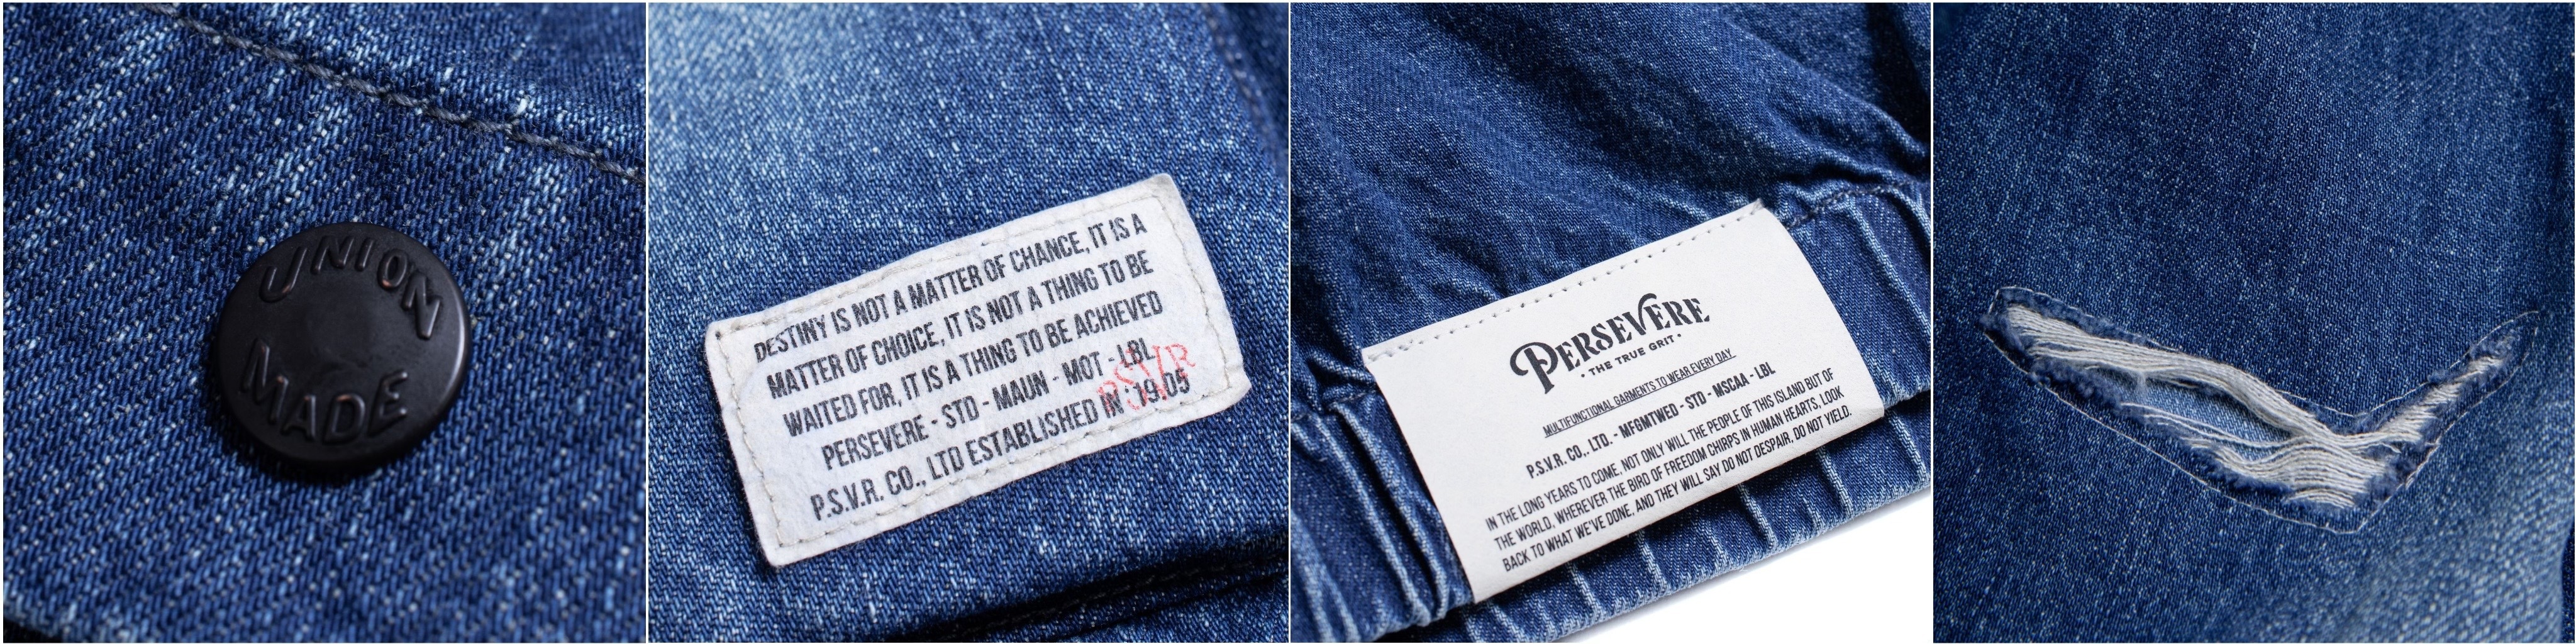 UNION
MADE
DESTINY IS NOT A MATTER OF CHANCE, IT IS A
MATTER OF CHOICE, IT IS NOT A THING TO BE
WAITED FOR, IT IS A THING TO BE ACHIEVED
PERSEVERE - STD - MAUN - MOT - LBL
P.S.V.R. CO., LTD ESTABLISHED IN 19.05
PSVR
PERSEVERE
• THE TRUE GRIT •
MULTIFUNCTIONAL GARMENTS TO WEAR EVERY DAY
P.S.V.R. CO,. LTD. - MFGMTWED - STD - MSCAA - LBL
IN THE LONG YEARS TO COME, NOT ONLY WILL THE PEOPLE OF THIS ISLAND BUT OF
THE WORLD, WHEREVER THE BIRD OF FREEDOM CHIRPS IN HUMAN HEARTS, LOOK
BACK TO WHAT WE'VE DONE, AND THEY WILL SAY DO NOT DESPAIR, DO NOT YIELD.